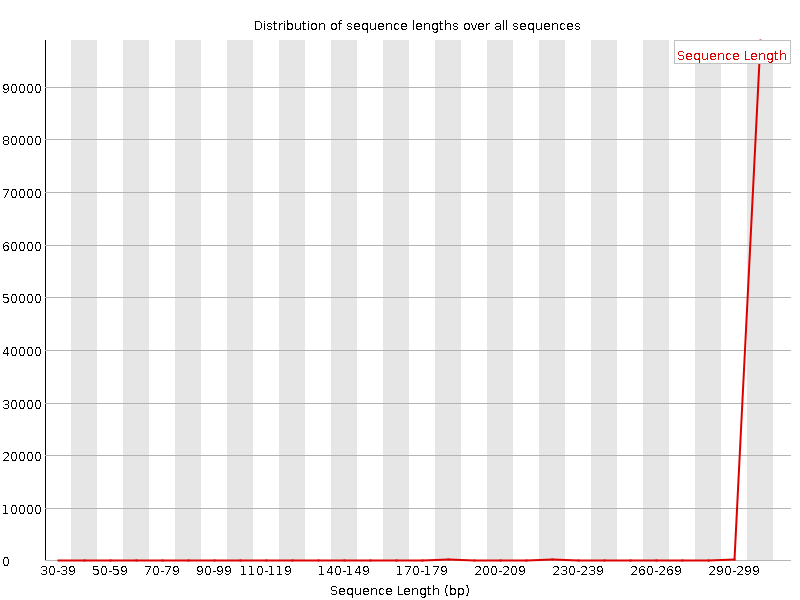 Distribution of sequence lengths over all sequences
Sequence Length
90000
80000
70000
60000
50000
40000
30000
20000
10000
0
30-39 50-59 70-79 90-99 110-119 140-149 170-179 200-209 230-239 260-269 290-299
Sequence Length (bp)